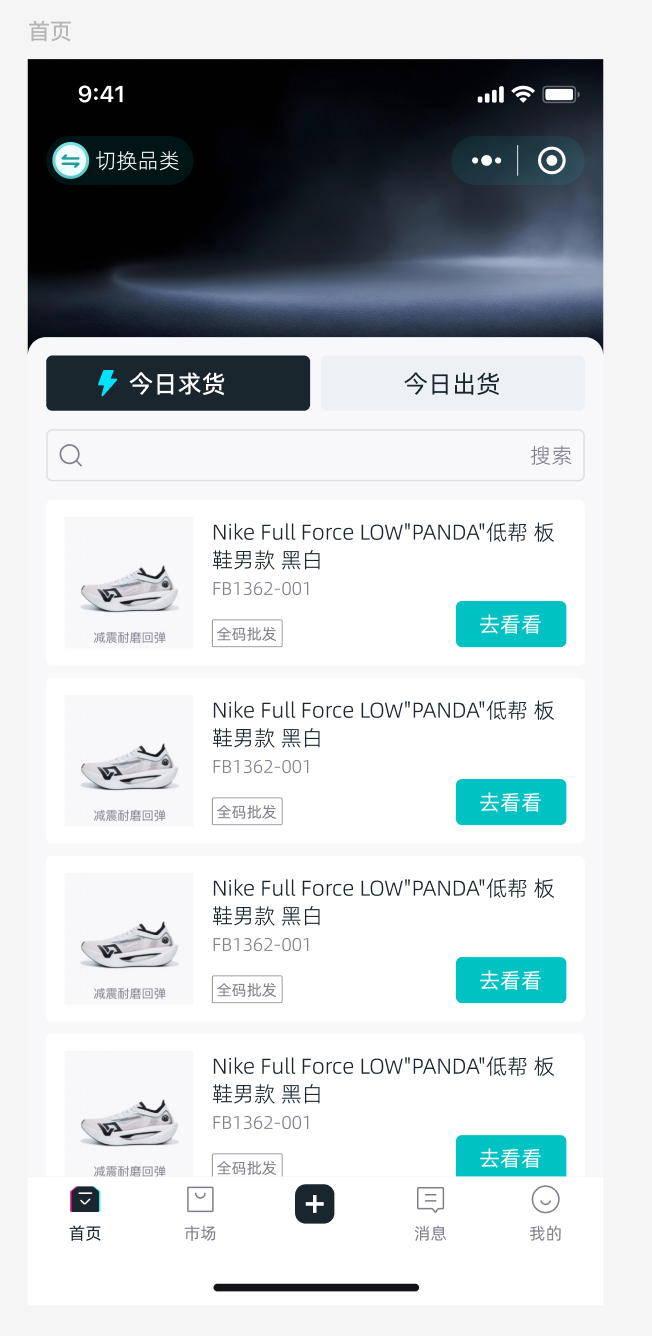 首页
9:41
切换品类
今日求货
今日出货
搜索
Nike Full Force LOW"PANDA"低帮 板
鞋男款 黑白
FB1362-001
减震耐磨回弹
全码批发
去看看
Nike Full Force LOW"PANDA"低帮 板
鞋男款 黑白
FB1362-001
减震耐磨回弹
全码批发
去看看
Nike Full Force LOW"PANDA"低帮 板
鞋男款 黑白
FB1362-001
减震耐磨回弹
全码批发
去看看
Nike Full Force LOW"PANDA"低帮 板
鞋男款 黑白
FB1362-001
减震耐磨回弹
全码批发
去看看
首页
市场
消息
我的